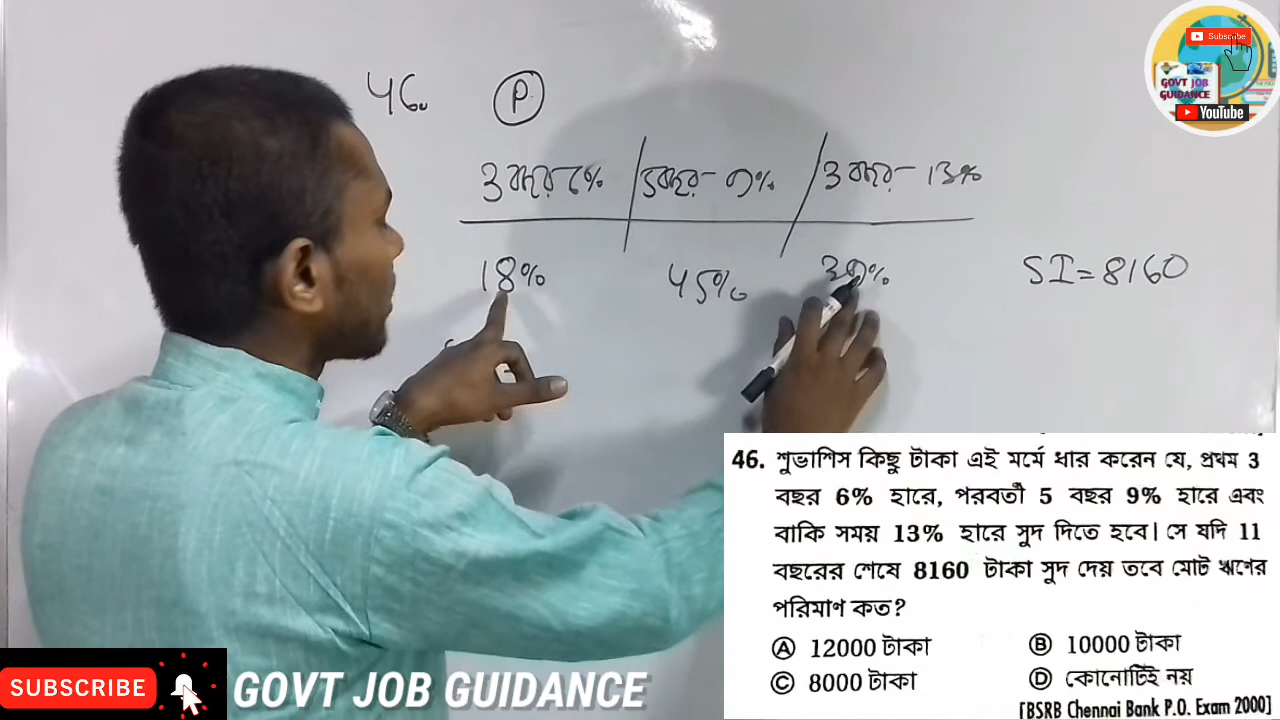 46. P
3 বছর 6% 5 বছর - 9% 3 বছর - 13%
18% 45% 39% SI = 8160
Subscribe
GOVT JOB
GUIDANCE
YouTube
46. শুভাশিস কিছু টাকা এই মর্মে ধার করেন যে, প্রথম 3
বছর 6% হারে, পরবর্তী 5 বছর 9% হারে এবং
বাকি সময় 13% হারে সুদ দিতে হবে। সে যদি 11
বছরের শেষে 8160 টাকা সুদ দেয় তবে মোট ঋণের
পরিমাণ কত?
Ⓐ 12000 টাকা Ⓑ 10000 টাকা
Ⓒ 8000 টাকা Ⓓ কোনোটিই নয়
[BSRB Chennai Bank P.O. Exam 2000]
SUBSCRIBE GOVT JOB GUIDANCE